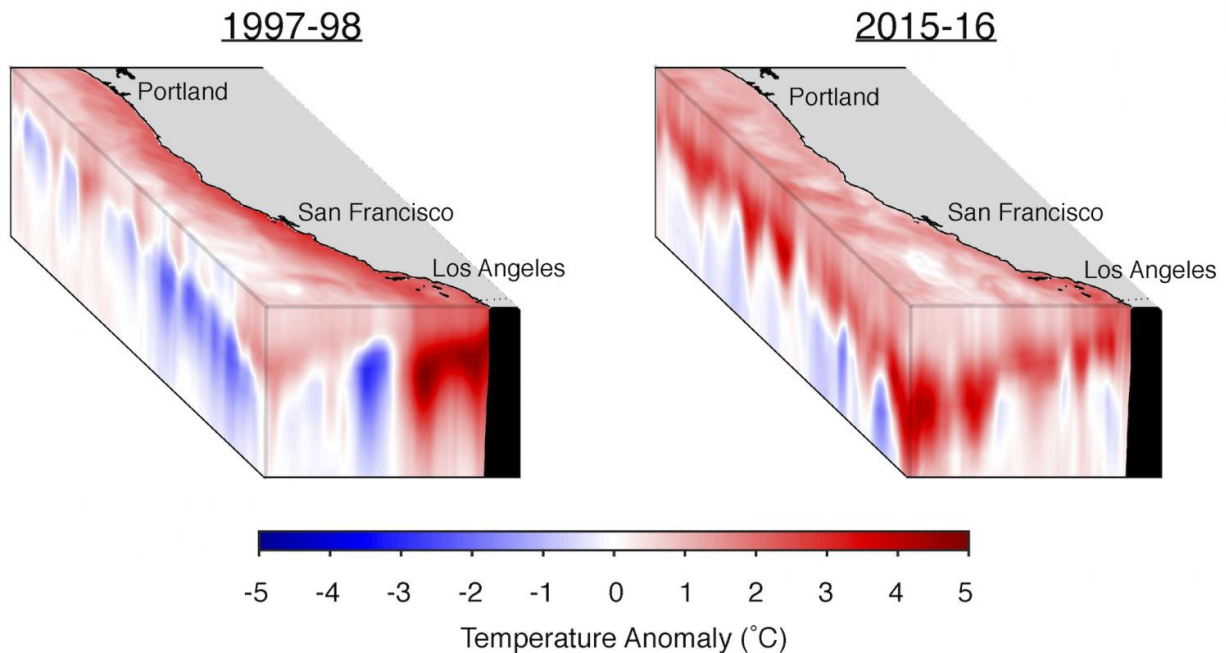 1997-98
2015-16
Portland
San Francisco
Los Angeles
Portland
San Francisco
Los Angeles
-5 -4 -3 -2 -1 0 1 2 3 4 5
Temperature Anomaly (˚C)